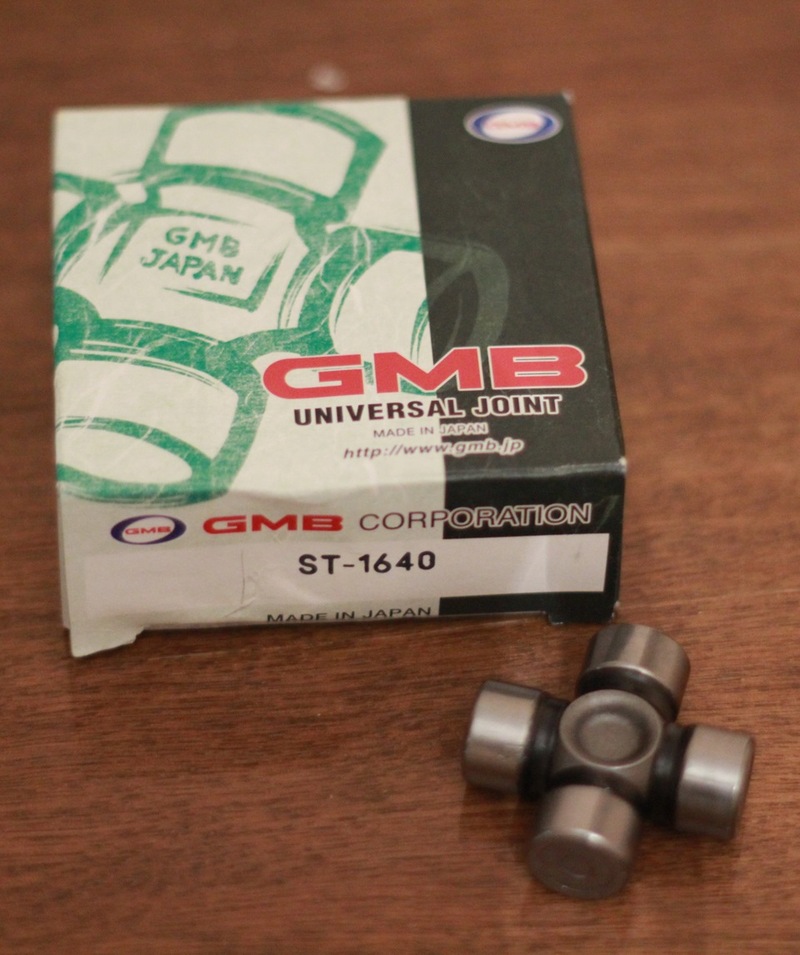 GMB
JAPAN
GMB
UNIVERSAL JOINT
MADE IN JAPAN
http://www.gmb.jp
GMB GMB CORPORATION
ST-1640
MADE IN JAPAN